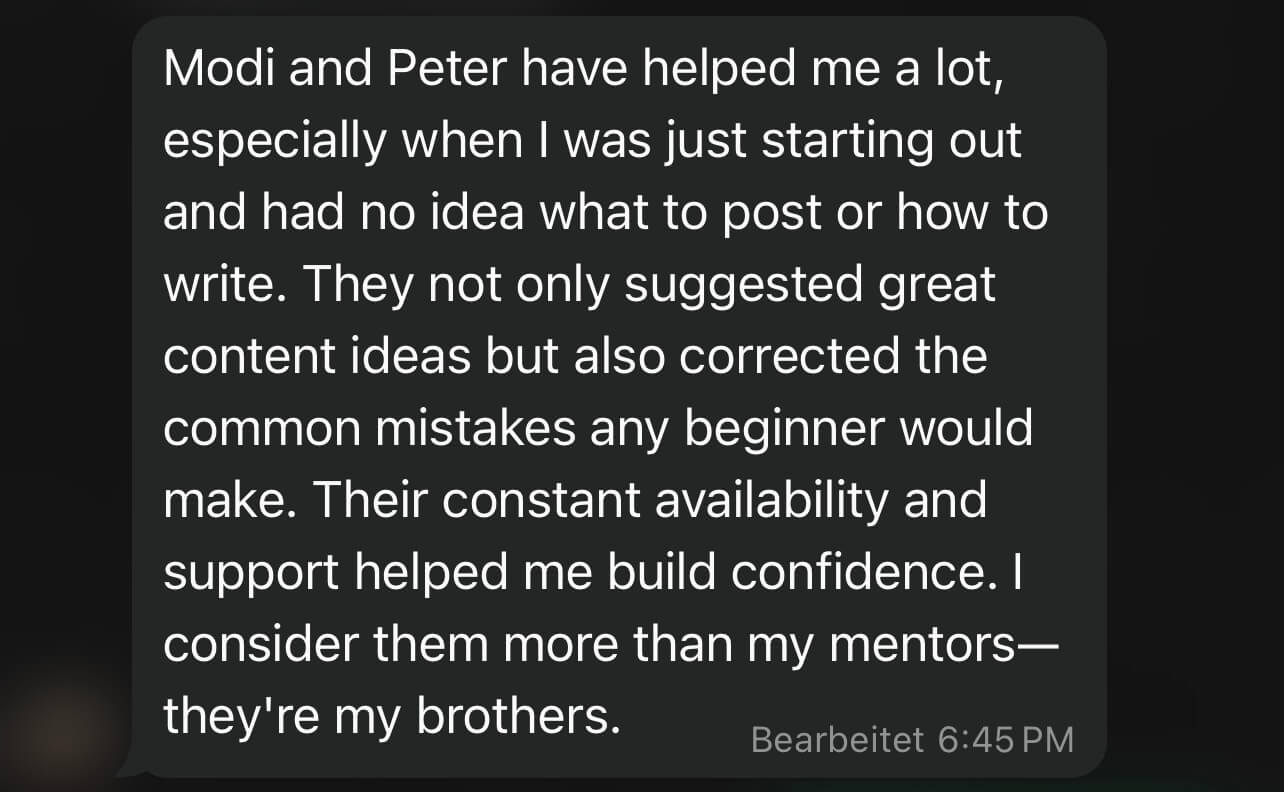 Modi and Peter have helped me a lot,
especially when I was just starting out
and had no idea what to post or how to
write. They not only suggested great
content ideas but also corrected the
common mistakes any beginner would
make. Their constant availability and
support helped me build confidence. I
consider them more than my mentors—
they're my brothers.
Bearbeitet 6:45 PM